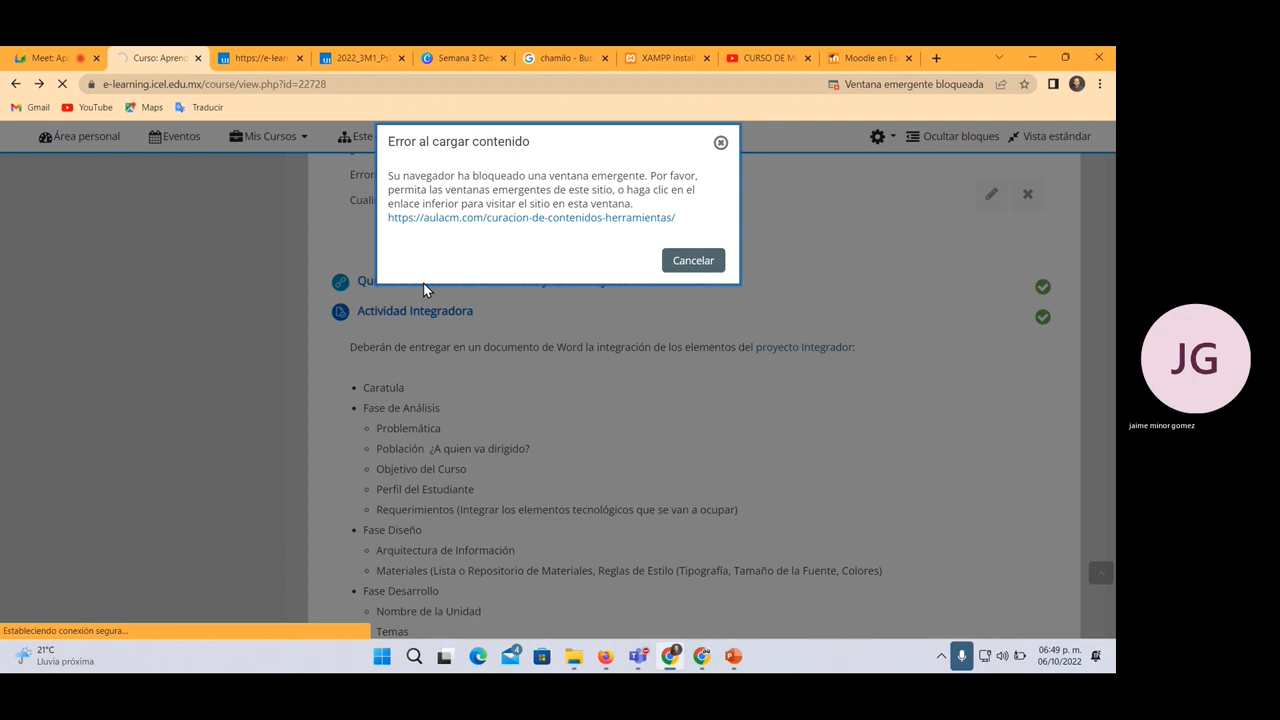 Meet: Ap
Curso: Apren
https://e-lear
2022_3M1_Ps
Semana 3 Des
chamilo - Bus
XAMPP Install
CURSO DE M
Moodle en Es
e-learning.icel.edu.mx/course/view.php?id=22728
Ventana emergente bloqueada
Gmail
YouTube
Maps
Traducir
Área personal
Eventos
Mis Cursos
Este
Ocultar bloques
Vista estándar
Error al cargar contenido
Su navegador ha bloqueado una ventana emergente. Por favor,
permita las ventanas emergentes de este sitio, o haga clic en el
enlace inferior para visitar el sitio en esta ventana.
https://aulacm.com/curacion-de-contenidos-herramientas/
Cancelar
Error
Cuali
Qu
Actividad Integradora
Deberán de entregar en un documento de Word la integración de los elementos del proyecto Integrador:
Caratula
Fase de Análisis
Problemática
Población ¿A quien va dirigido?
Objetivo del Curso
Perfil del Estudiante
Requerimientos (Integrar los elementos tecnológicos que se van a ocupar)
Fase Diseño
Arquitectura de Información
Materiales (Lista o Repositorio de Materiales, Reglas de Estilo (Tipografía, Tamaño de la Fuente, Colores)
Fase Desarrollo
Nombre de la Unidad
Temas
Estableciendo conexión segura...
JG
jaime minor gomez
21°C
Lluvia próxima
4
06:49 p. m.
06/10/2022